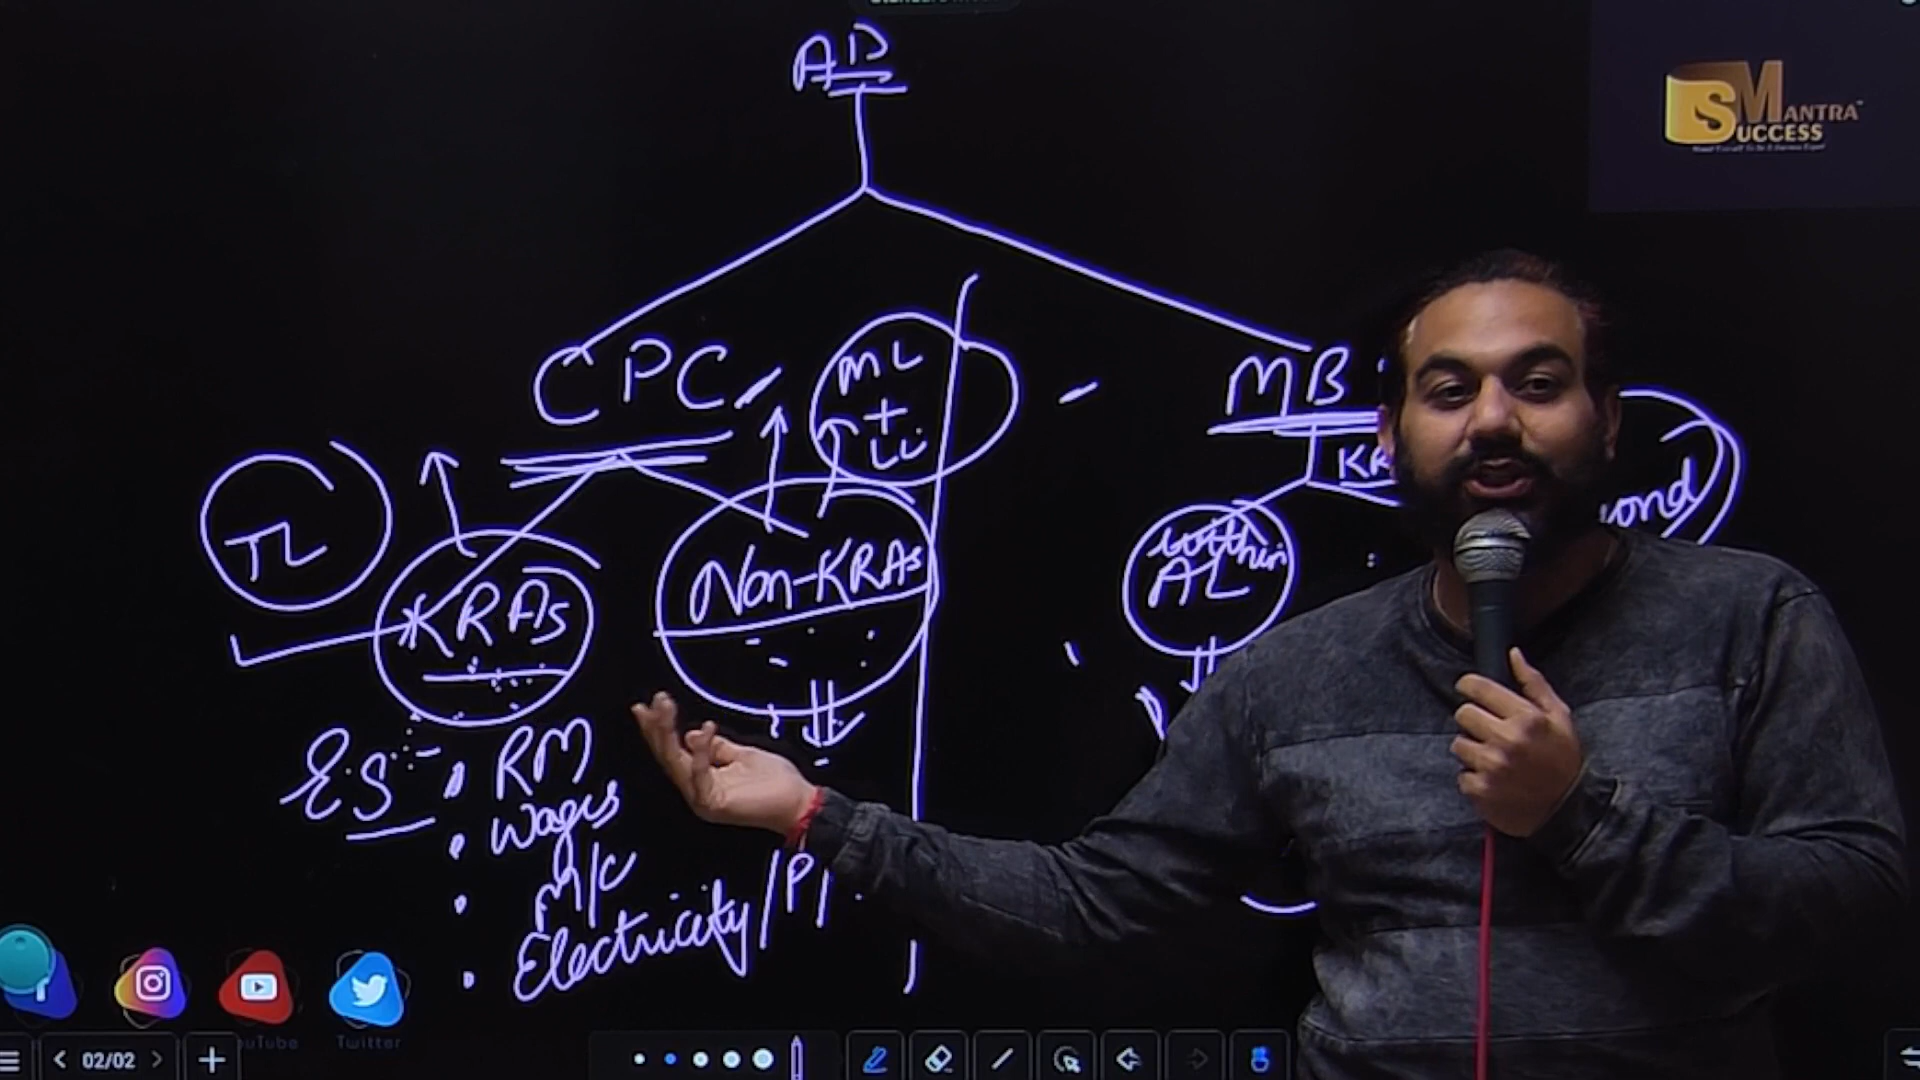 AD
SMANTRA
SUCCESS
CPC
ML
+
LL
MB
TL
KRAs
Non-KRAs
within
AL
RM
Wages
M/C
Electricity/P/
Twitter
02/02